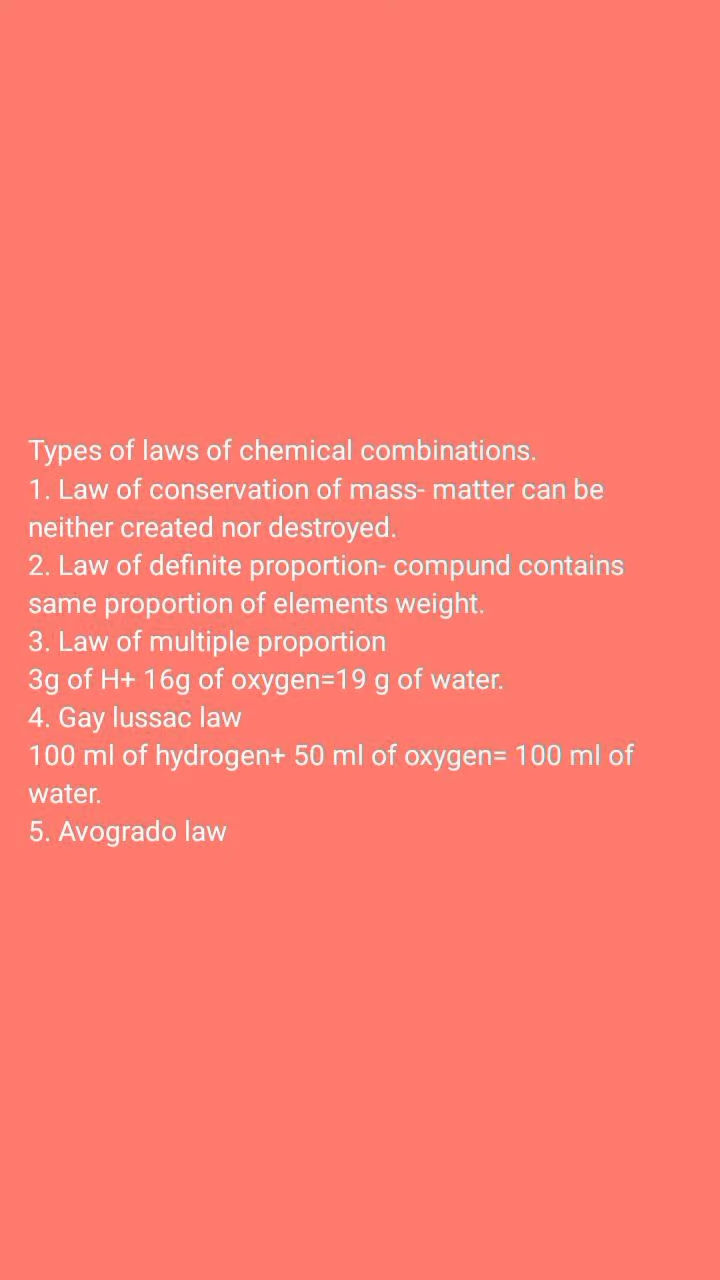 Types of laws of chemical combinations.
1. Law of conservation of mass- matter can be
neither created nor destroyed.
2. Law of definite proportion- compund contains
same proportion of elements weight.
3. Law of multiple proportion
3g of H+ 16g of oxygen=19 g of water.
4. Gay lussac law
100 ml of hydrogen+ 50 ml of oxygen= 100 ml of
water.
5. Avogrado law